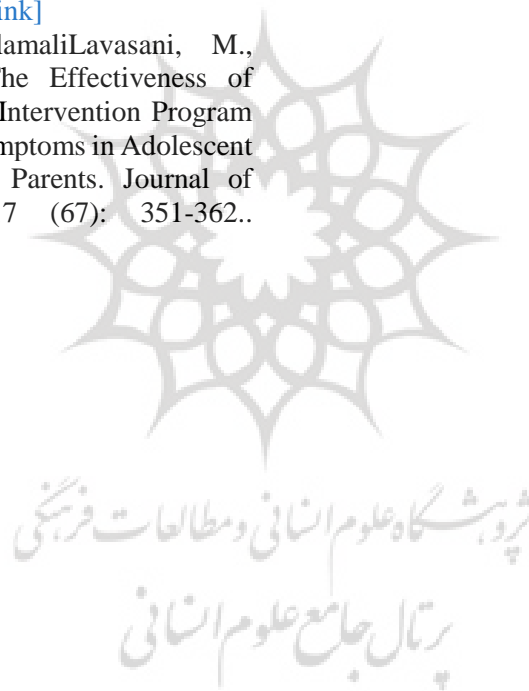 ink]
lamaliLavasani, M.,
he Effectiveness of
Intervention Program
mptoms in Adolescent
Parents. Journal of
7 (67): 351-362..
پژوهشگاه علوم انسانی و مطالعات فرهنگی
پرتال جامع علوم انسانی